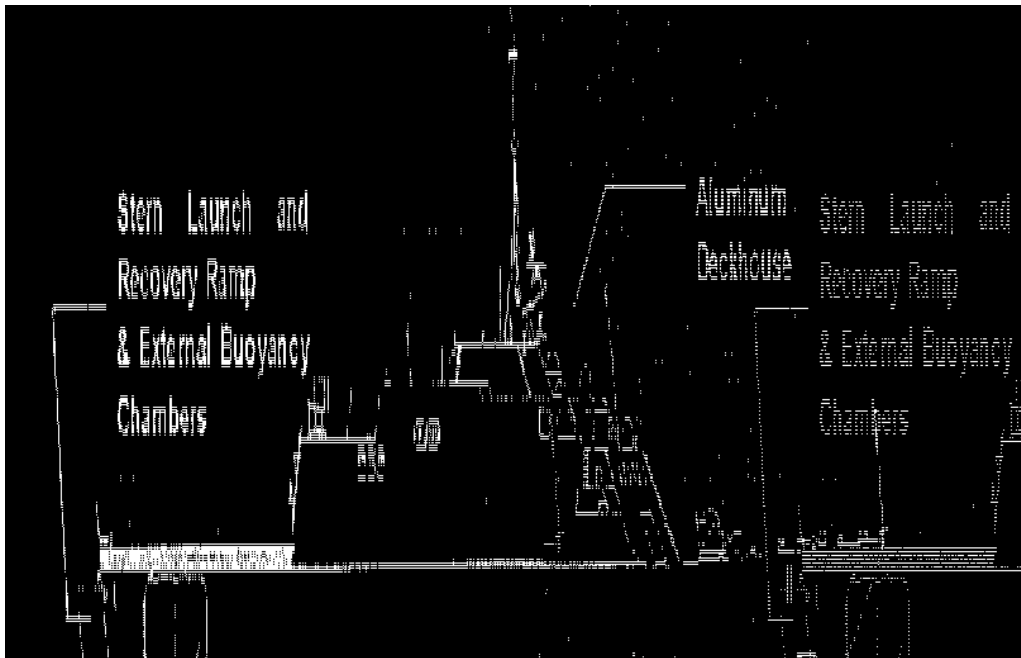 Stern Launch and
Recovery Ramp
& External Buoyancy
Chambers
Aluminum
Deckhouse
Stern Launch and
Recovery Ramp
& External Buoyancy
Chambers